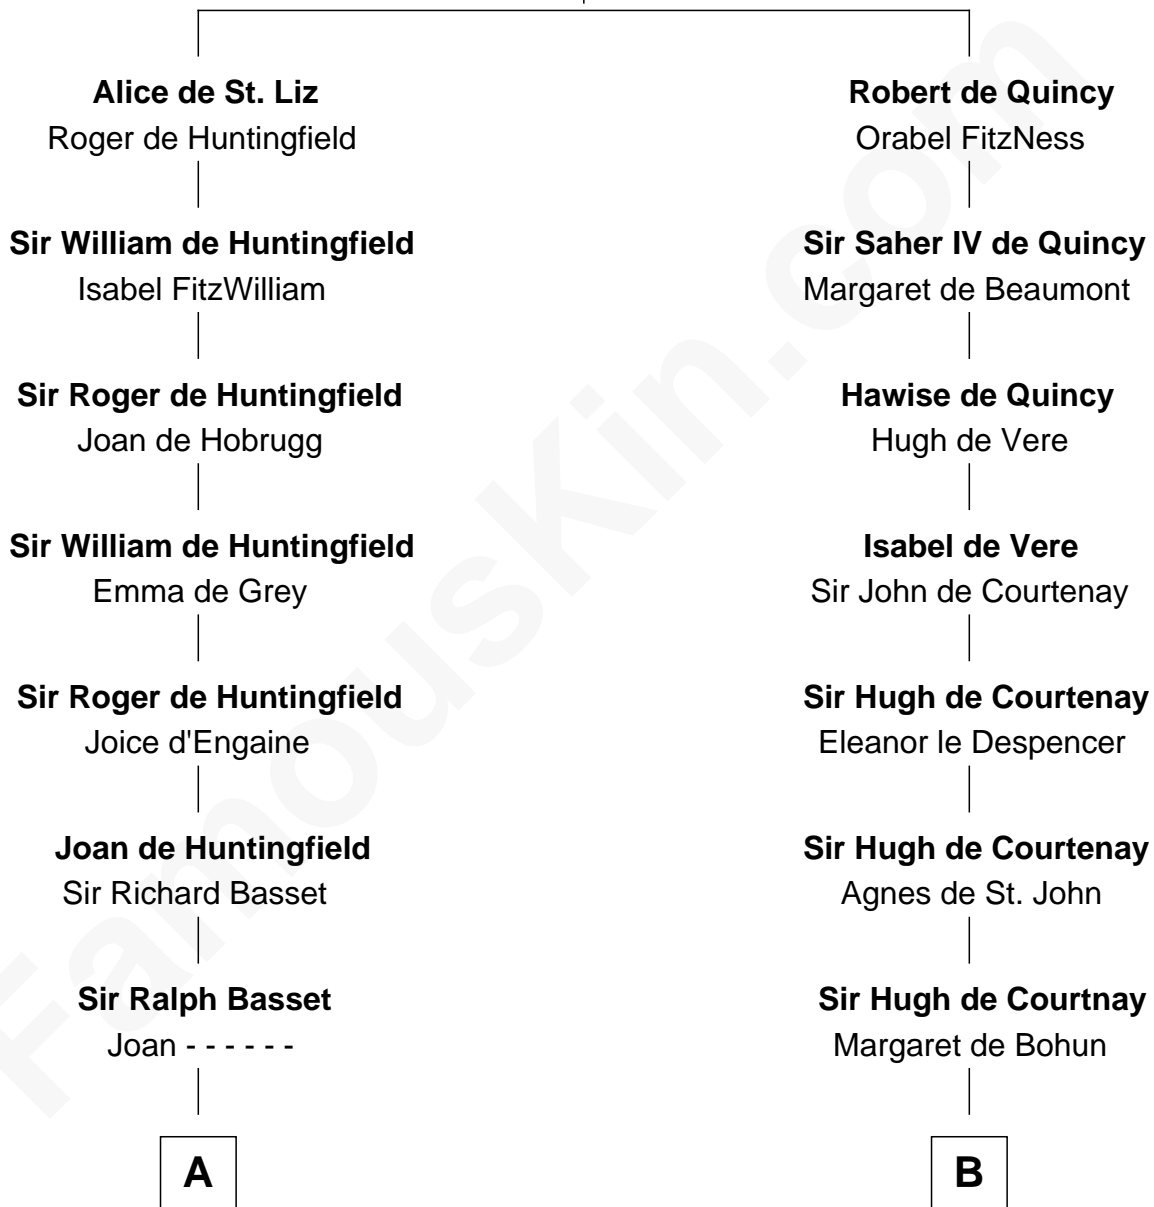 Alice de St. Liz
Roger de Huntingfield
Sir William de Huntingfield
Isabel FitzWilliam
Sir Roger de Huntingfield
Joan de Hobrugg
Sir William de Huntingfield
Emma de Grey
Sir Roger de Huntingfield
Joice d'Engaine
Joan de Huntingfield
Sir Richard Basset
Sir Ralph Basset
Joan - - - - - -
A
Robert de Quincy
Orabel FitzNess
Sir Saher IV de Quincy
Margaret de Beaumont
Hawise de Quincy
Hugh de Vere
Isabel de Vere
Sir John de Courtenay
Sir Hugh de Courtenay
Eleanor le Despencer
Sir Hugh de Courtenay
Agnes de St. John
Sir Hugh de Courtnay
Margaret de Bohun
B
FamousKin.com